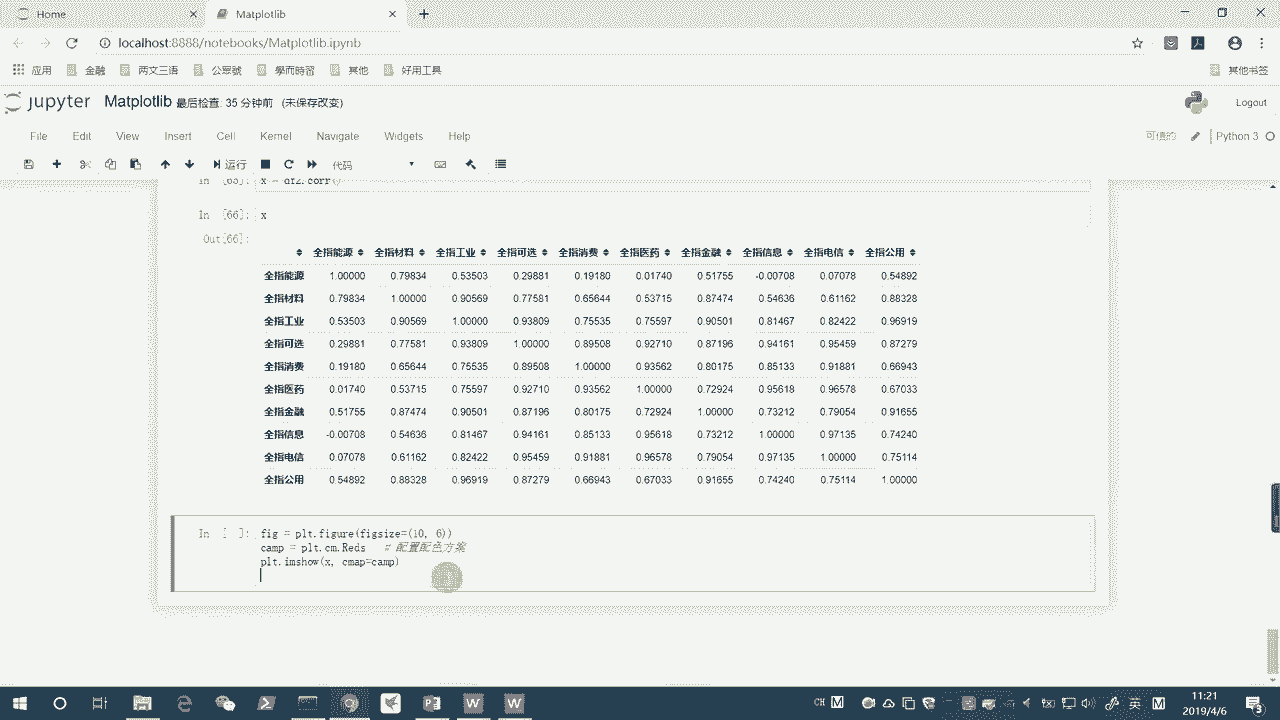 Home
Matplotlib
localhost:8888/notebooks/Matplotlib.ipynb
应用 金融 两文三语 公眾號 學而時習 其他 好用工具 其他书签
jupyter Matplotlib 最后检查: 35 分钟前 (未保存改变) Logout
File Edit View Insert Cell Kernel Navigate Widgets Help 可信的 Python 3
运行 代码
In [65]: x = df2.corr()
In [66]: x
Out[66]:
全指能源 全指材料 全指工业 全指可选 全指消费 全指医药 全指金融 全指信息 全指电信 全指公用
全指能源 1.00000 0.79834 0.53503 0.29881 0.19180 0.01740 0.51755 -0.00708 0.07078 0.54892
全指材料 0.79834 1.00000 0.90569 0.77581 0.65644 0.53715 0.87474 0.54636 0.61162 0.88328
全指工业 0.53503 0.90569 1.00000 0.93809 0.75535 0.75597 0.90501 0.81467 0.82422 0.96919
全指可选 0.29881 0.77581 0.93809 1.00000 0.89508 0.92710 0.87196 0.94161 0.95459 0.87279
全指消费 0.19180 0.65644 0.75535 0.89508 1.00000 0.93562 0.80175 0.85133 0.91881 0.66943
全指医药 0.01740 0.53715 0.75597 0.92710 0.93562 1.00000 0.72924 0.95618 0.96578 0.67033
全指金融 0.51755 0.87474 0.90501 0.87196 0.80175 0.72924 1.00000 0.73212 0.79054 0.91655
全指信息 -0.00708 0.54636 0.81467 0.94161 0.85133 0.95618 0.73212 1.00000 0.97135 0.74240
全指电信 0.07078 0.61162 0.82422 0.95459 0.91881 0.96578 0.79054 0.97135 1.00000 0.75114
全指公用 0.54892 0.88328 0.96919 0.87279 0.66943 0.67033 0.91655 0.74240 0.75114 1.00000
In [ ]: fig = plt.figure(figsize=(10, 6))
camp = plt.cm.Reds # 配置配色方案
plt.imshow(x, cmap=camp)
CH M 英 M
11:21
2019/4/6